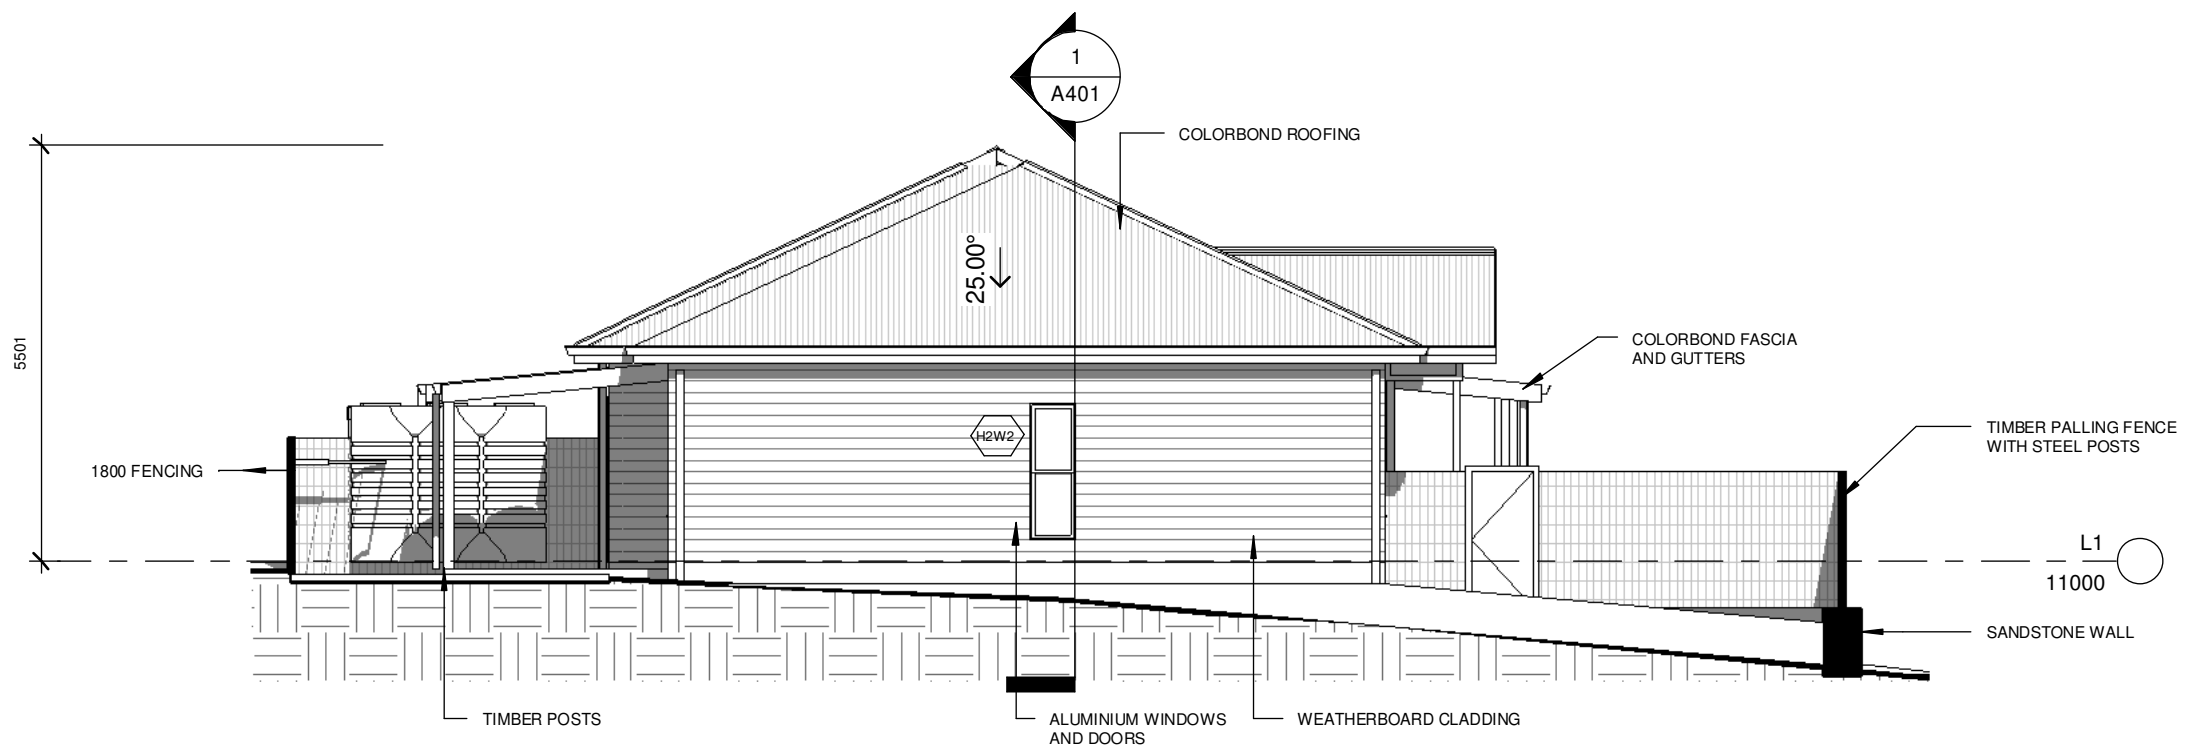 1
A401
COLORBOND ROOFING
5501
25.00°
COLORBOND FASCIA
AND GUTTERS
H2W2
TIMBER PALLING FENCE
WITH STEEL POSTS
1800 FENCING
L1
11000
SANDSTONE WALL
TIMBER POSTS
ALUMINIUM WINDOWS
AND DOORS
WEATHERBOARD CLADDING